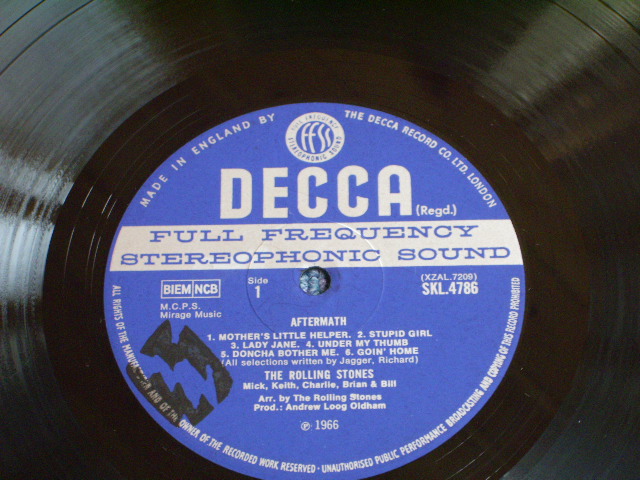 MADE IN ENGLAND BY
THE DECCA RECORD CO. LTD. LONDON
FULL FREQUENCY
ffss
STEREOPHONIC SOUND
DECCA (Regd.)
FULL FREQUENCY
STEREOPHONIC SOUND
BIEM NCB
Side
1
(XZAL.7209)
SKL.4786
M.C.P.S.
Mirage Music
AFTERMATH
1. MOTHER'S LITTLE HELPER. 2. STUPID GIRL
3. LADY JANE. 4. UNDER MY THUMB
5. DONCHA BOTHER ME. 6. GOIN' HOME
(All selections written by Jagger, Richard)
THE ROLLING STONES
Mick, Keith, Charlie, Brian & Bill
Arr. by The Rolling Stones
Prod.: Andrew Loog Oldham
℗ 1966
ALL RIGHTS OF THE MANUFACTURER AND OF THE OWNER OF THE RECORDED WORK RESERVED · UNAUTHORISED PUBLIC PERFORMANCE BROADCASTING AND COPYING OF THIS RECORD PROHIBITED